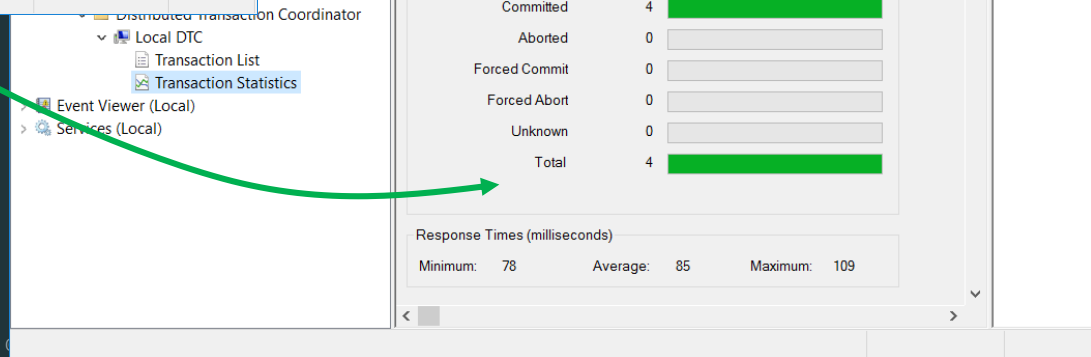 Distributed Transaction Coordinator
Local DTC
Transaction List
Transaction Statistics
Event Viewer (Local)
Services (Local)
Committed 4
Aborted 0
Forced Commit 0
Forced Abort 0
Unknown 0
Total 4
Response Times (milliseconds)
Minimum: 78 Average: 85 Maximum: 109